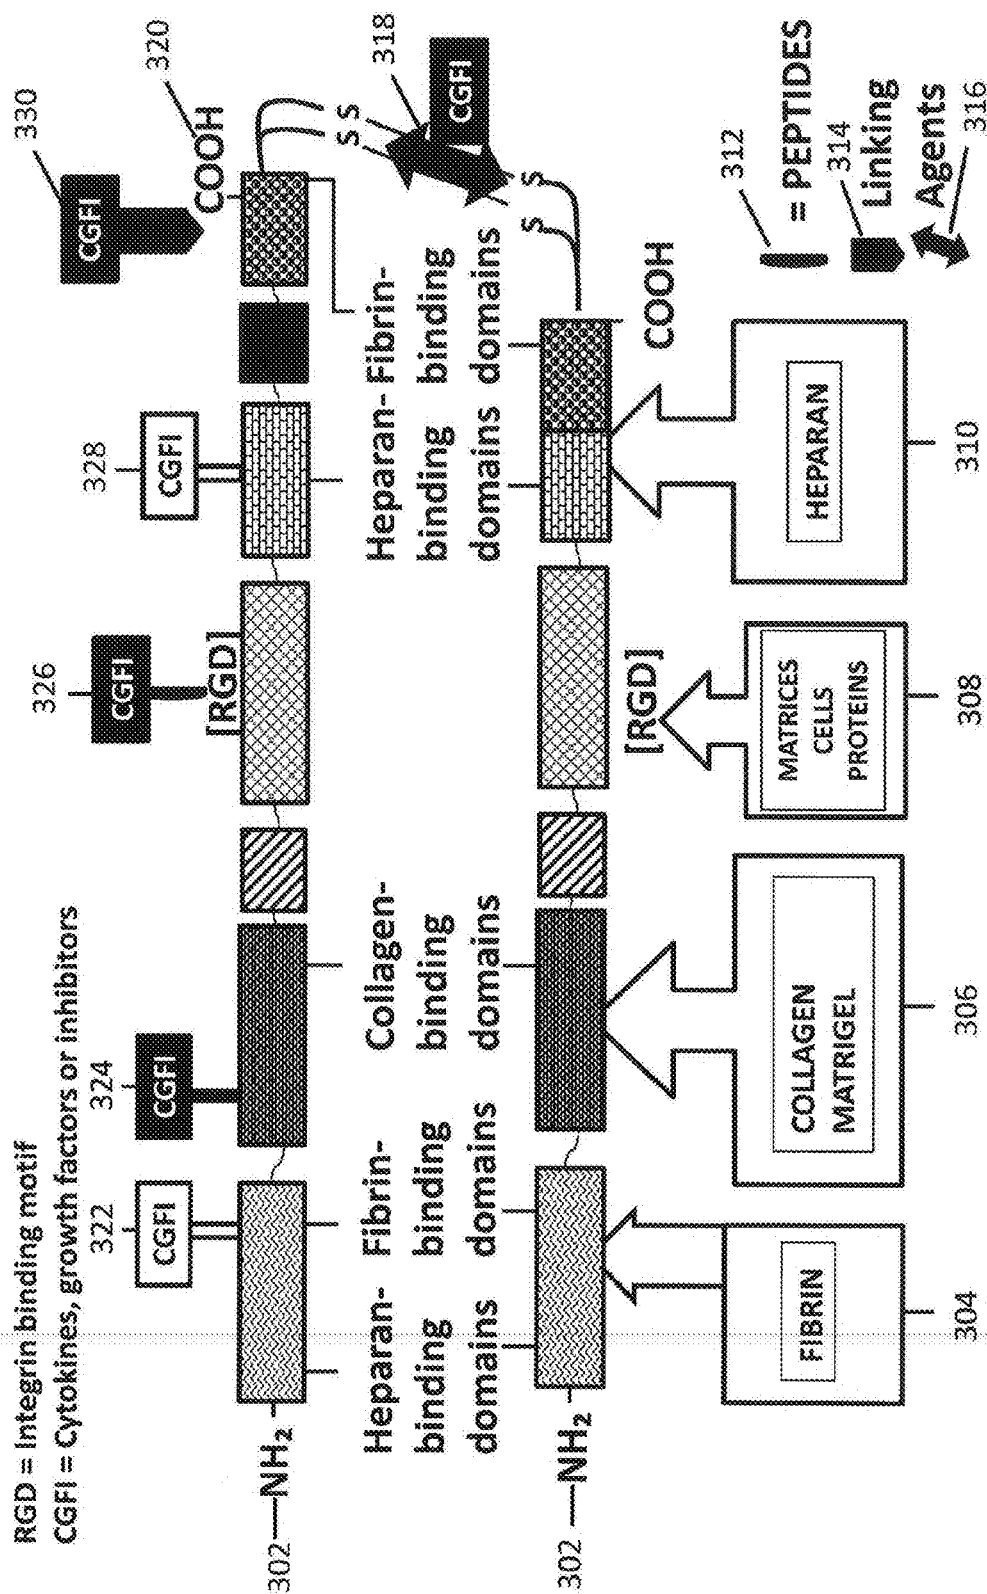 RGD = Integrin binding motif
CGFI = Cytokines, growth factors or inhibitors
322
324
326
328
330
320
CGFI
CGFI
CGFI
CGFI
CGFI
[RGD]
COOH
302
NH₂
318
CGFI
S S
S S
Heparan-
binding
domains
Fibrin-
binding
domains
Collagen-
binding
domains
Heparan-
binding
domains
Fibrin-
binding
domains
302
NH₂
[RGD]
COOH
312
= PEPTIDES
314
Linking
Agents
316
FIBRIN
COLLAGEN
MATRIGEL
MATRICES
CELLS
PROTEINS
HEPARAN
304
306
308
310